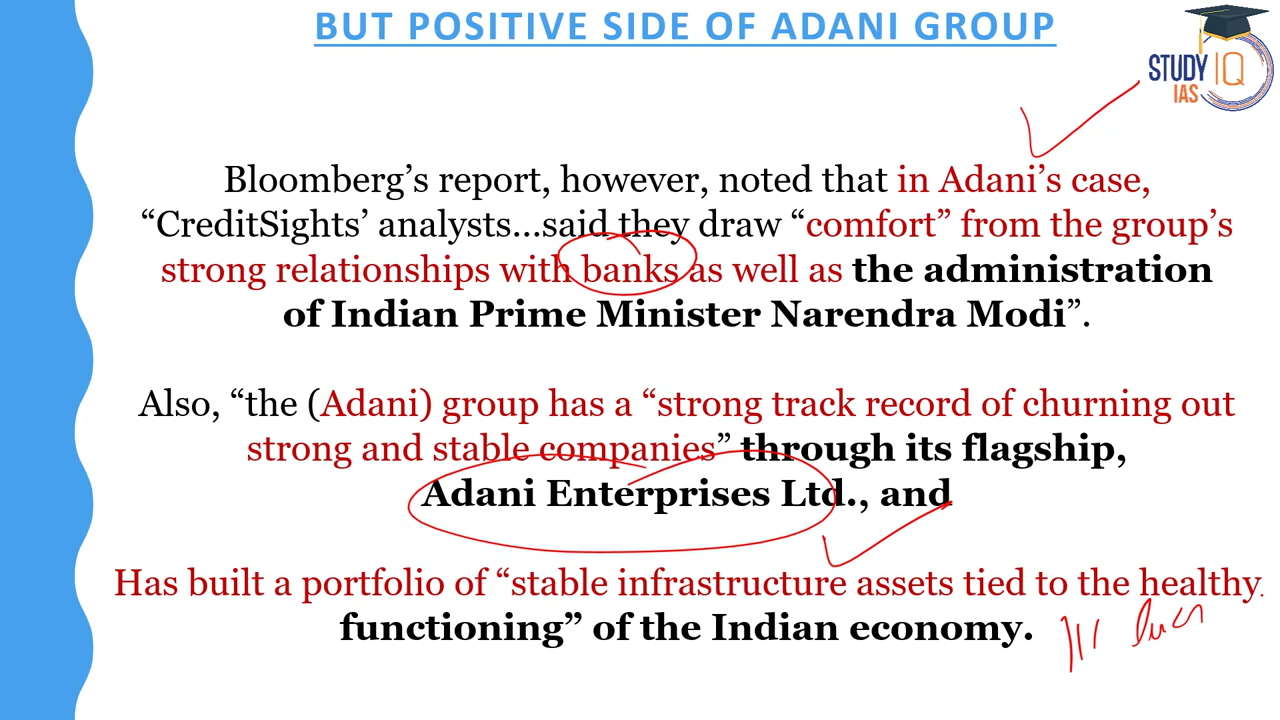 BUT POSITIVE SIDE OF ADANI GROUP
STUDY IQ
IAS
Bloomberg’s report, however, noted that in Adani’s case,
“CreditSights’ analysts...said they draw “comfort” from the group’s
strong relationships with banks as well as the administration
of Indian Prime Minister Narendra Modi”.
Also, “the (Adani) group has a “strong track record of churning out
strong and stable companies” through its flagship,
Adani Enterprises Ltd., and
Has built a portfolio of “stable infrastructure assets tied to the healthy.
functioning” of the Indian economy.